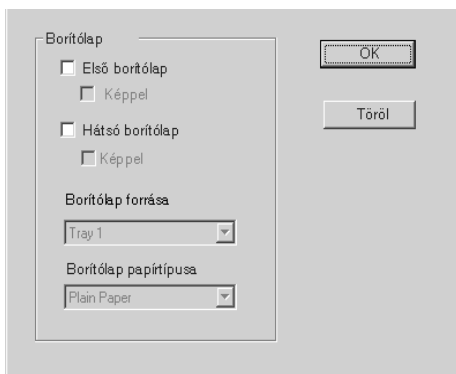 Borítólap
Első borítólap
Képpel
Hátsó borítólap
Képpel
Borítólap forrása
Tray 1
Borítólap papírtípusa
Plain Paper
OK
Töröl